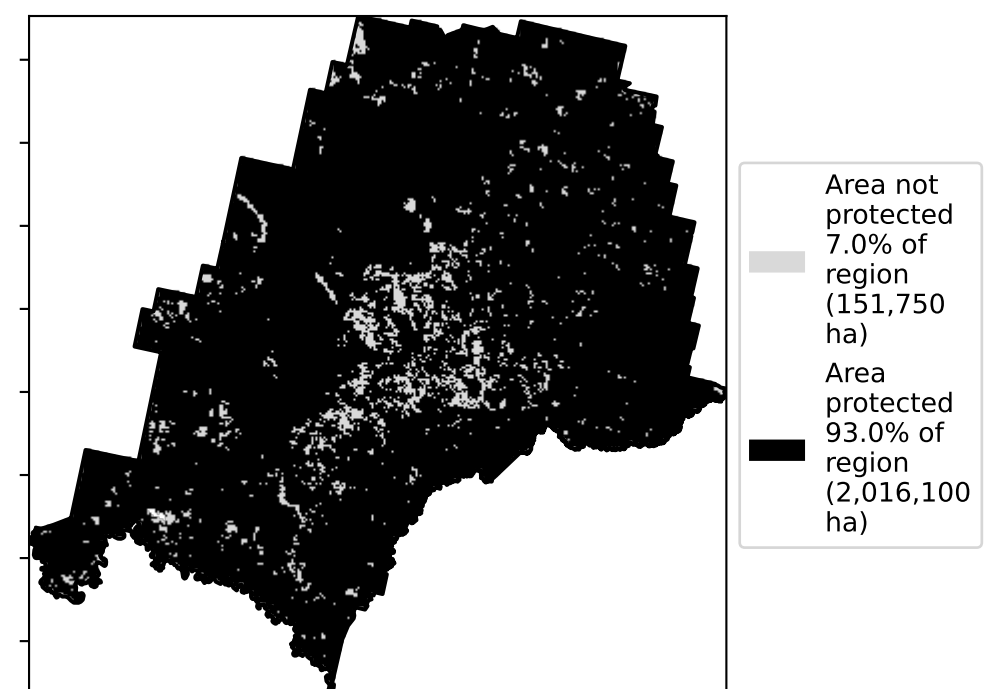 Area not
protected
7.0% of
region
(151,750
ha)
Area
protected
93.0% of
region
(2,016,100
ha)